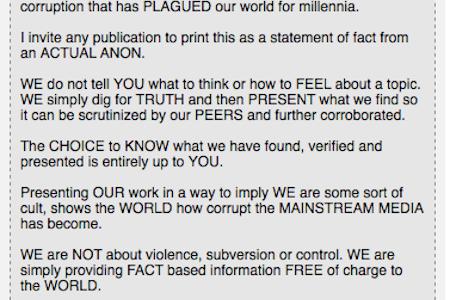 corruption that has PLAGUED our world for millennia.
I invite any publication to print this as a statement of fact from
an ACTUAL ANON.
WE do not tell YOU what to think or how to FEEL about a topic.
WE simply dig for TRUTH and then PRESENT what we find so
it can be scrutinized by our PEERS and further corroborated.
The CHOICE to KNOW what we have found, verified and
presented is entirely up to YOU.
Presenting OUR work in a way to imply WE are some sort of
cult, shows the WORLD how corrupt the MAINSTREAM MEDIA
has become.
WE are NOT about violence, subversion or control. WE are
simply providing FACT based information FREE of charge to
the WORLD.